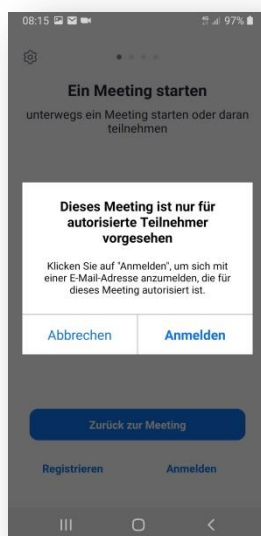 08:15 97%
Ein Meeting starten
unterwegs ein Meeting starten oder daran
teilnehmen
Dieses Meeting ist nur für
autorisierte Teilnehmer
vorgesehen
Klicken Sie auf "Anmelden", um sich mit
einer E-Mail-Adresse anzumelden, die für
dieses Meeting autorisiert ist.
Abbrechen Anmelden
Zurück zur Meeting
Registrieren Anmelden